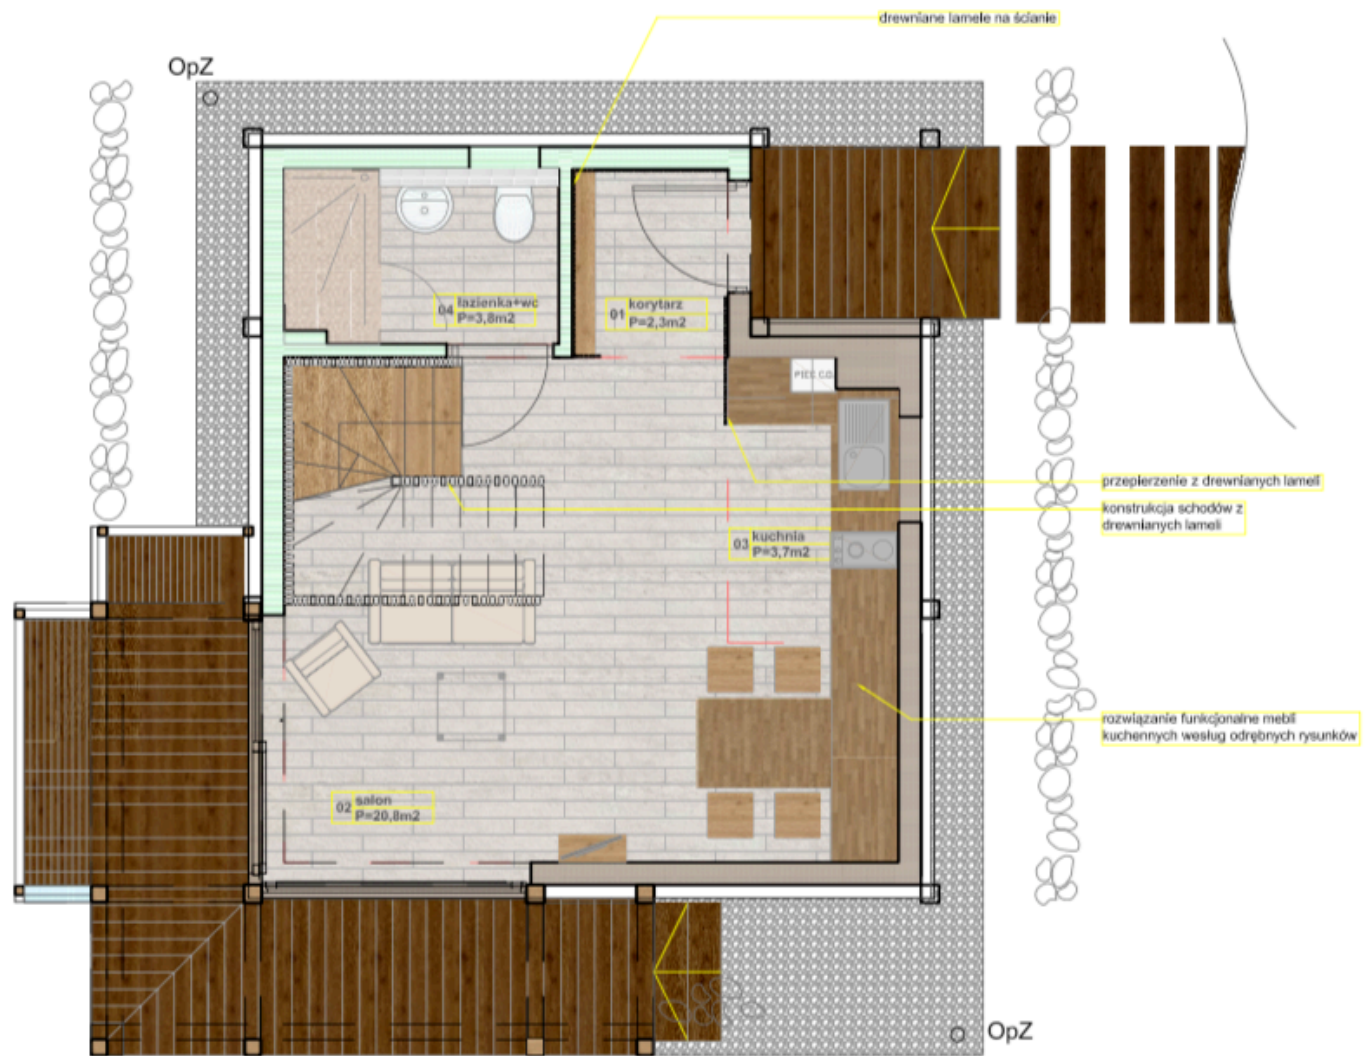 drewniane lamele na ścianie
OpZ
04 łazienka+wc
P=3,8m2
01 korytarz
P=2,3m2
PIEC C.O.
przepierzenie z drewnianych lameli
konstrukcja schodów z
drewnianych lameli
03 kuchnia
P=3,7m2
rozwiązanie funkcjonalne mebli
kuchennych wesług odrębnych rysunków
02 salon
P=20,8m2
OpZ